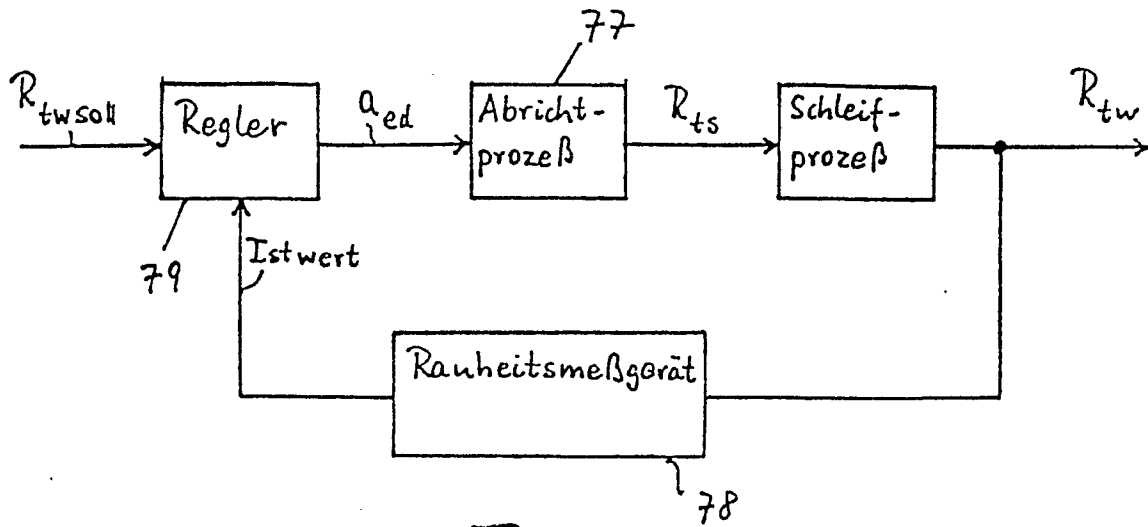 77
R_twsoll
Regler
a_ed
Abricht-
prozeß
R_ts
Schleif-
prozeß
R_tw
79
Istwert
Rauheitsmeßgerät
78